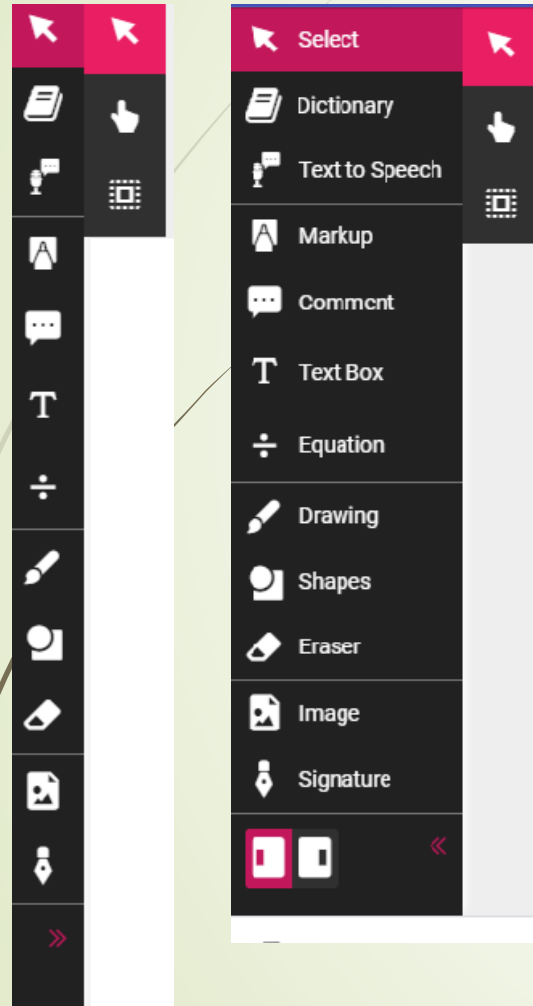 Select
Dictionary
Text to Speech
Markup
Comment
Text Box
Equation
Drawing
Shapes
Eraser
Image
Signature